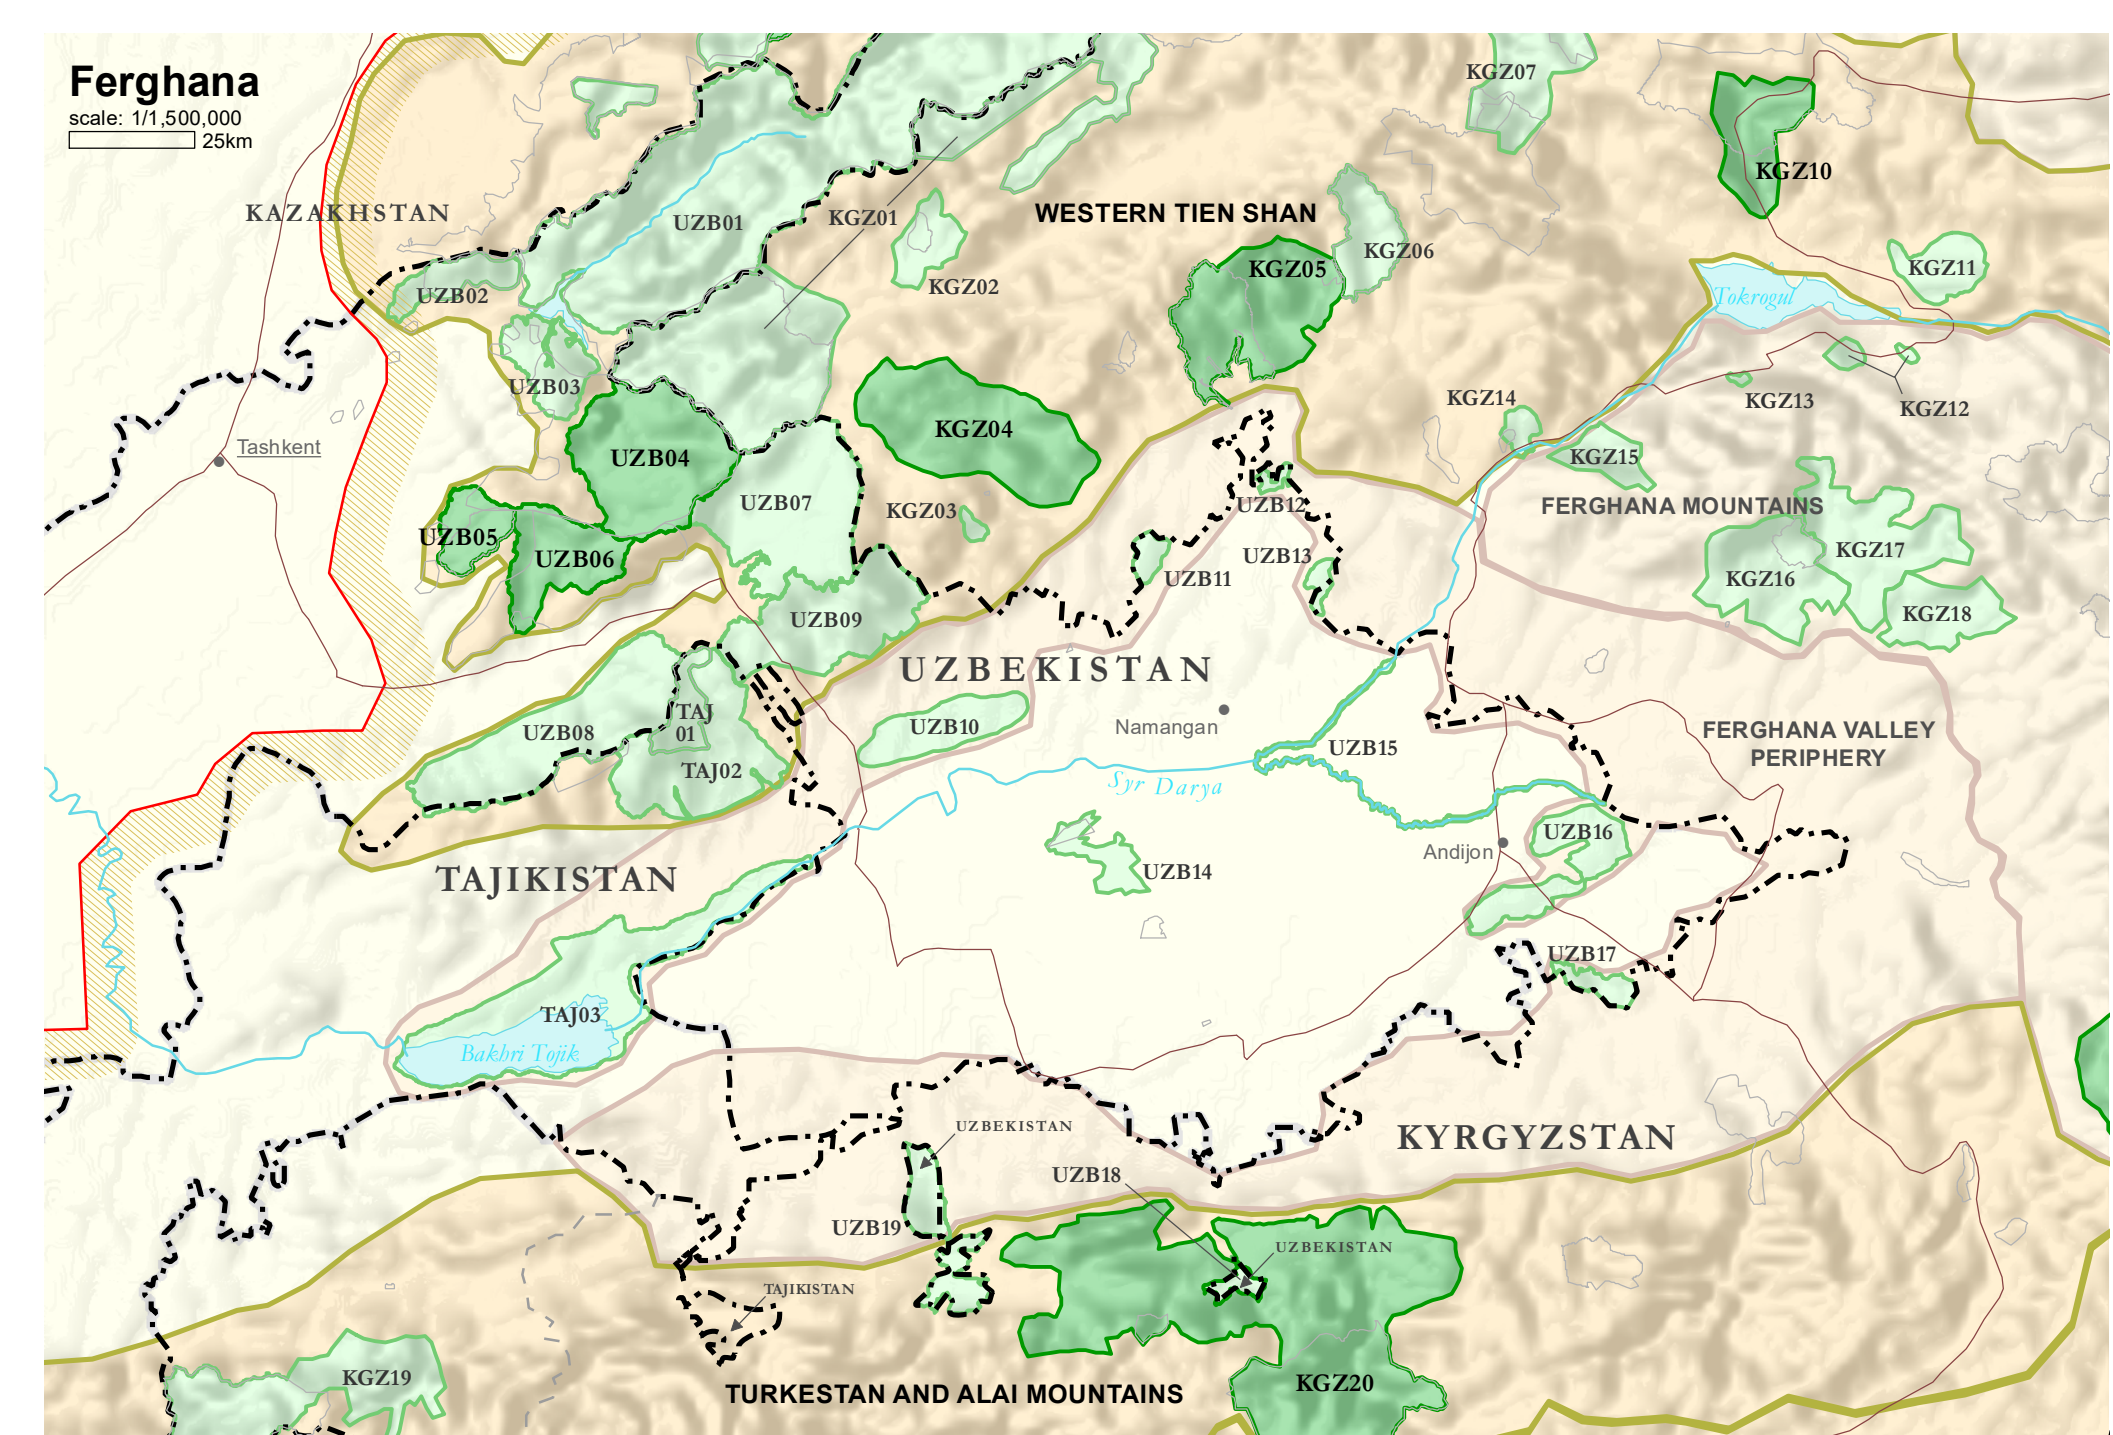 Ferghana
scale: 1/1,500,000
25km
KGZ07
KGZ10
KAZAKHSTAN
UZB01
KGZ01
WESTERN TIEN SHAN
KGZ06
KGZ05
KGZ11
UZB02
KGZ02
Tokrogul
UZB03
KGZ14
KGZ13
KGZ12
KGZ04
Tashkent
UZB04
KGZ15
UZB07
KGZ03
UZB12
FERGHANA MOUNTAINS
UZB05
UZB06
UZB11
UZB13
KGZ17
KGZ16
KGZ18
UZB09
UZBEKISTAN
TAJ
01
UZB08
UZB10
Namangan
UZB15
FERGHANA VALLEY
PERIPHERY
TAJ02
Syr Darya
UZB16
Andijon
TAJIKISTAN
UZB14
UZB17
TAJ03
Bakhri Tojik
UZBEKISTAN
KYRGYZSTAN
UZB18
UZB19
UZBEKISTAN
TAJIKISTAN
KGZ19
TURKESTAN AND ALAI MOUNTAINS
KGZ20